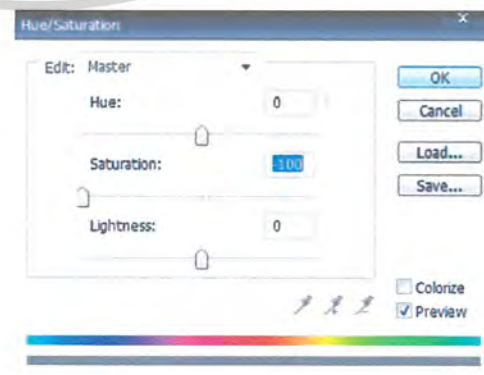 Hue/Saturation
Edit: Master
OK
Hue: 0
Cancel
Saturation: -100
Load...
Save...
Lightness: 0
Colorize
Preview